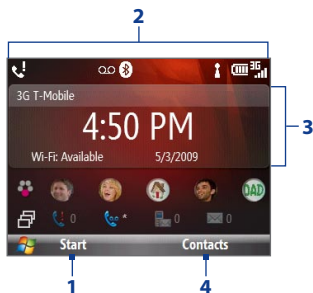 2
3G
3G T-Mobile
4:50 PM
3
Wi-Fi: Available 5/3/2009
DAD
0 * 0 0
Start Contacts
1 4